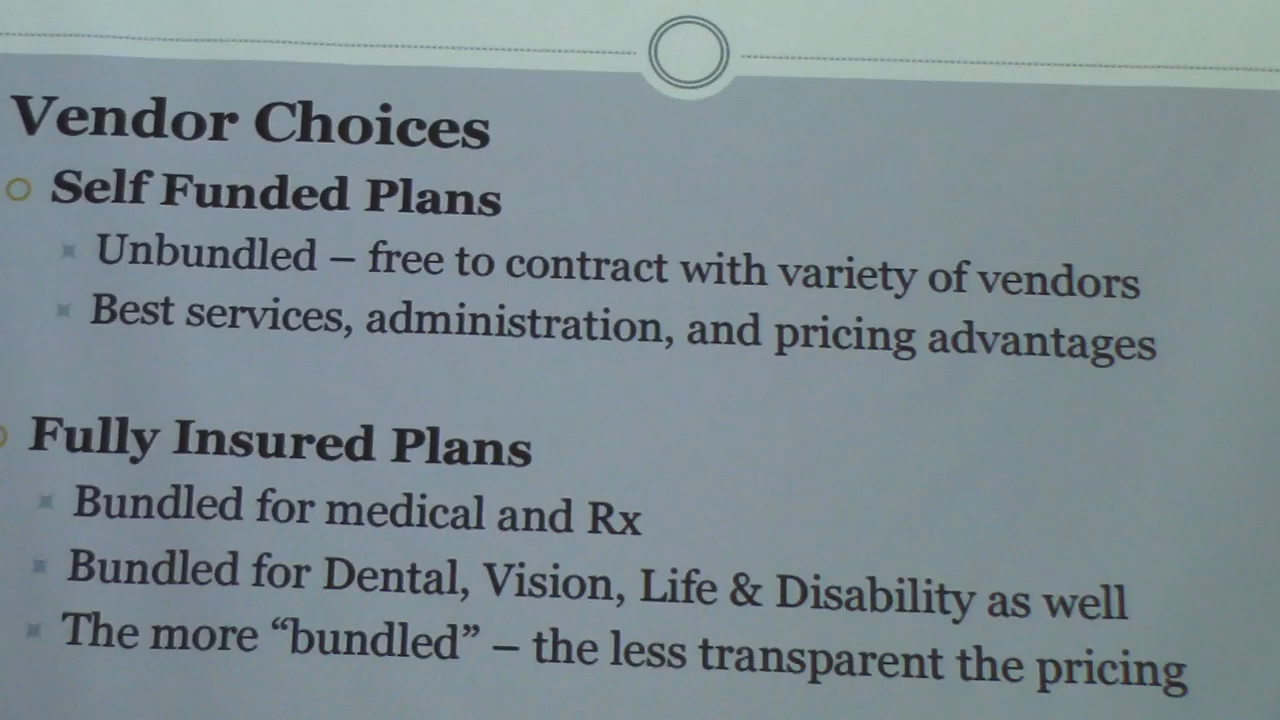 Vendor Choices
Self Funded Plans
Unbundled – free to contract with variety of vendors
Best services, administration, and pricing advantages
Fully Insured Plans
Bundled for medical and Rx
Bundled for Dental, Vision, Life & Disability as well
The more “bundled” – the less transparent the pricing